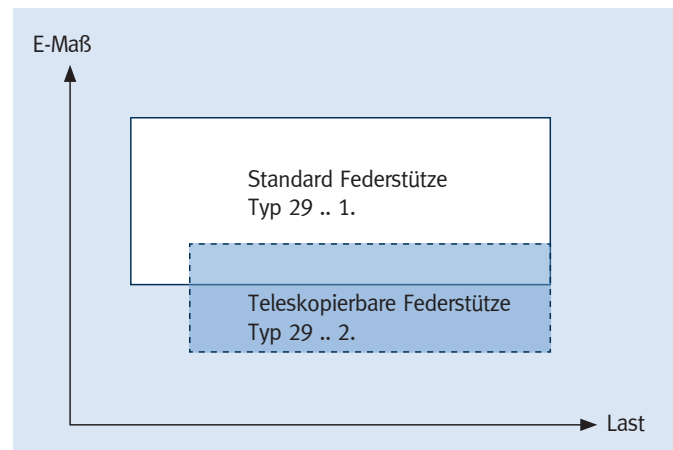 E-Maß
Standard Federstütze
Typ 29 .. 1.
Teleskopierbare Federstütze
Typ 29 .. 2.
Last